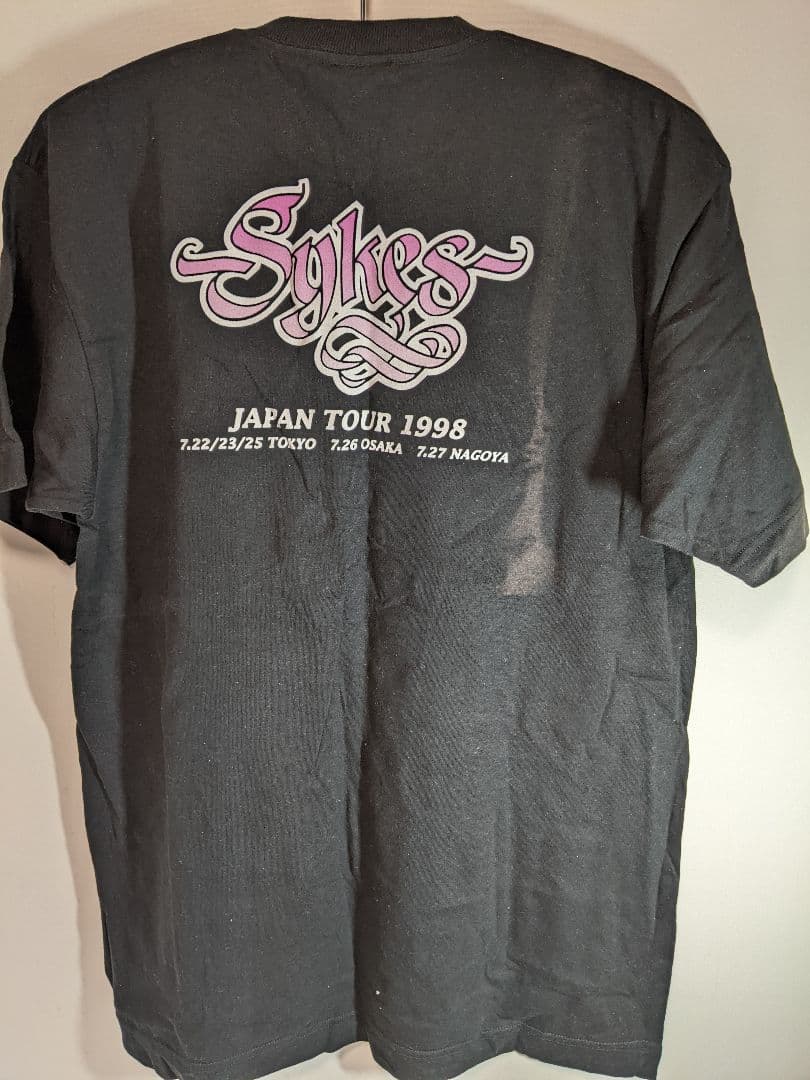 Sykes
JAPAN TOUR 1998
7.22/23/25 TOKYO 7.26 OSAKA 7.27 NAGOYA